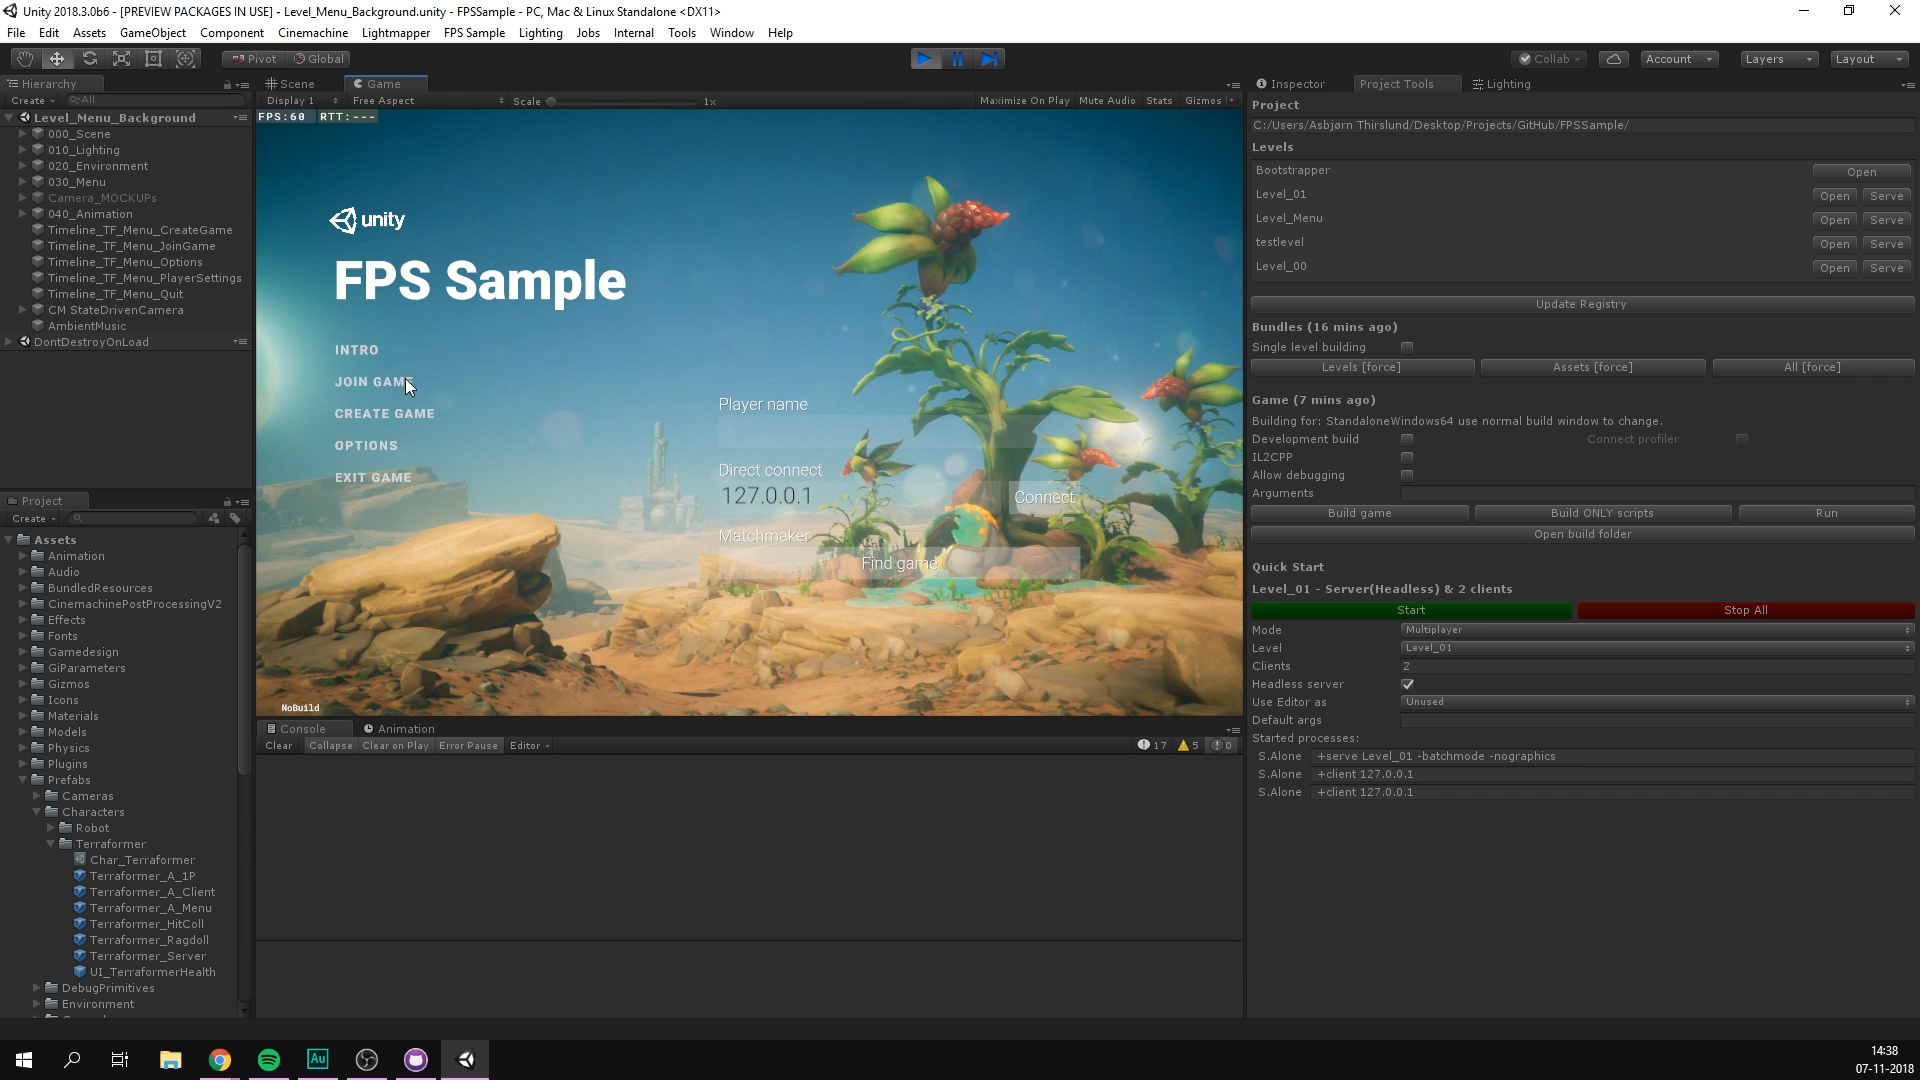 Unity 2018.3.0b6 - [PREVIEW PACKAGES IN USE] - Level_Menu_Background.unity - FPSSample - PC, Mac & Linux Standalone <DX11>
File Edit Assets GameObject Component Cinemachine Lightmapper FPS Sample Lighting Jobs Internal Tools Window Help
Pivot Global Collab Account Layers Layout
Hierarchy
Create All
Level_Menu_Background
000_Scene
010_Lighting
020_Environment
030_Menu
Camera_MOCKUPs
040_Animation
Timeline_TF_Menu_CreateGame
Timeline_TF_Menu_JoinGame
Timeline_TF_Menu_Options
Timeline_TF_Menu_PlayerSettings
Timeline_TF_Menu_Quit
CM StateDrivenCamera
AmbientMusic
DontDestroyOnLoad
Project
Create
Assets
Animation
Audio
BundledResources
CinemachinePostProcessingV2
Effects
Fonts
Gamedesign
GiParameters
Gizmos
Icons
Materials
Models
Physics
Plugins
Prefabs
Cameras
Characters
Robot
Terraformer
Char_Terraformer
Terraformer_A_1P
Terraformer_A_Client
Terraformer_A_Menu
Terraformer_HitColl
Terraformer_Ragdoll
Terraformer_Server
UI_TerraformerHealth
DebugPrimitives
Environment
Scene Game
Display 1 Free Aspect Scale 1x Maximize On Play Mute Audio Stats Gizmos
FPS:60 RTT:---
unity
FPS Sample
INTRO
JOIN GAME
CREATE GAME
OPTIONS
EXIT GAME
Player name
Direct connect
127.0.0.1 Connect
Matchmaker
Find game
NoBuild
Console Animation
Clear Collapse Clear on Play Error Pause Editor 17 5 0
Inspector Project Tools Lighting
Project
C:/Users/Asbjørn Thirslund/Desktop/Projects/GitHub/FPSSample/
Levels
Bootstrapper Open
Level_01 Open Serve
Level_Menu Open Serve
testlevel Open Serve
Level_00 Open Serve
Update Registry
Bundles (16 mins ago)
Single level building
Levels [force] Assets [force] All [force]
Game (7 mins ago)
Building for: StandaloneWindows64 use normal build window to change.
Development build Connect profiler
IL2CPP
Allow debugging
Arguments
Build game Build ONLY scripts Run
Open build folder
Quick Start
Level_01 - Server(Headless) & 2 clients
Start Stop All
Mode Multiplayer
Level Level_01
Clients 2
Headless server
Use Editor as Unused
Default args
Started processes:
S.Alone +serve Level_01 -batchmode -nographics
S.Alone +client 127.0.0.1
S.Alone +client 127.0.0.1
Au
14:38
07-11-2018